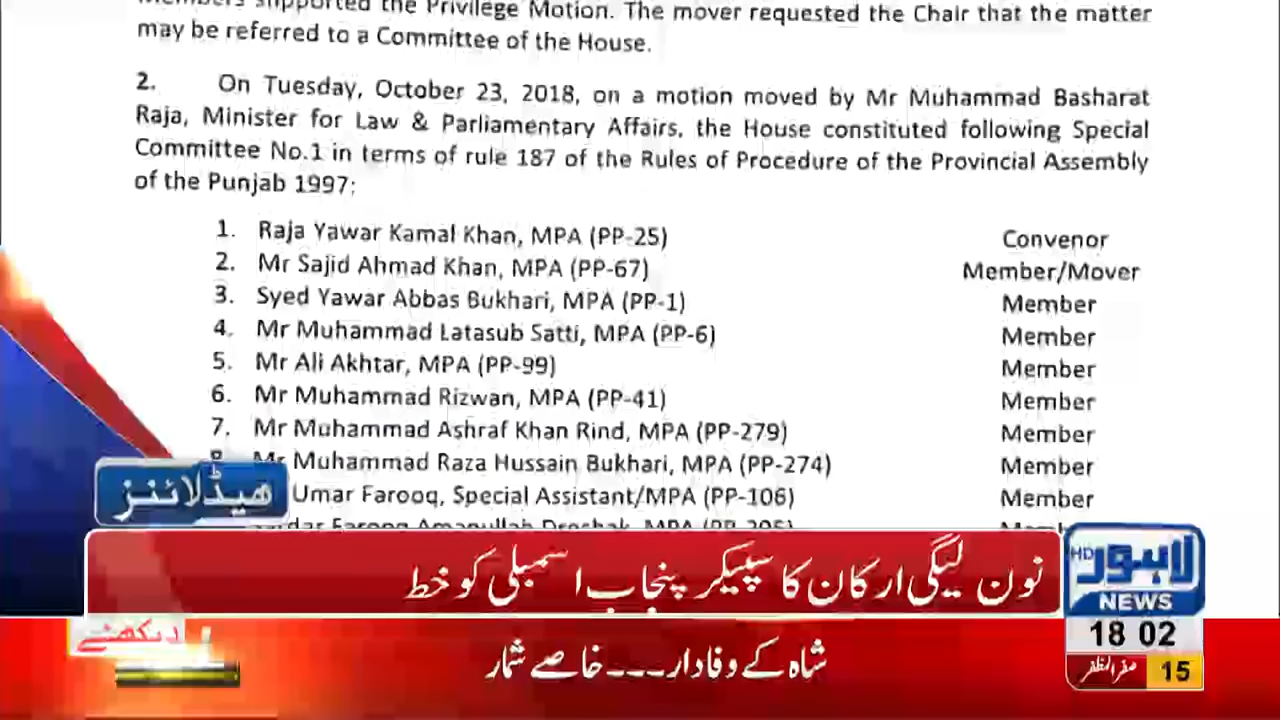 Members supported the Privilege Motion. The mover requested the Chair that the matter
may be referred to a Committee of the House.
2. On Tuesday, October 23, 2018, on a motion moved by Mr Muhammad Basharat
Raja, Minister for Law & Parliamentary Affairs, the House constituted following Special
Committee No.1 in terms of rule 187 of the Rules of Procedure of the Provincial Assembly
of the Punjab 1997:
1. Raja Yawar Kamal Khan, MPA (PP-25) Convenor
2. Mr Sajid Ahmad Khan, MPA (PP-67) Member/Mover
3. Syed Yawar Abbas Bukhari, MPA (PP-1) Member
4. Mr Muhammad Latasub Satti, MPA (PP-6) Member
5. Mr Ali Akhtar, MPA (PP-99) Member
6. Mr Muhammad Rizwan, MPA (PP-41) Member
7. Mr Muhammad Ashraf Khan Rind, MPA (PP-279) Member
8. Mr Muhammad Raza Hussain Bukhari, MPA (PP-274) Member
Umar Farooq, Special Assistant/MPA (PP-106) Member
ہیڈلائنز
نون لیگی ارکان کا سپیکر پنجاب اسمبلی کو خط
لاہور HD
NEWS
دیکھئے
شاہ کے وفادار ۔۔۔ خاصے شمار
18 02
15 صفر المظفر